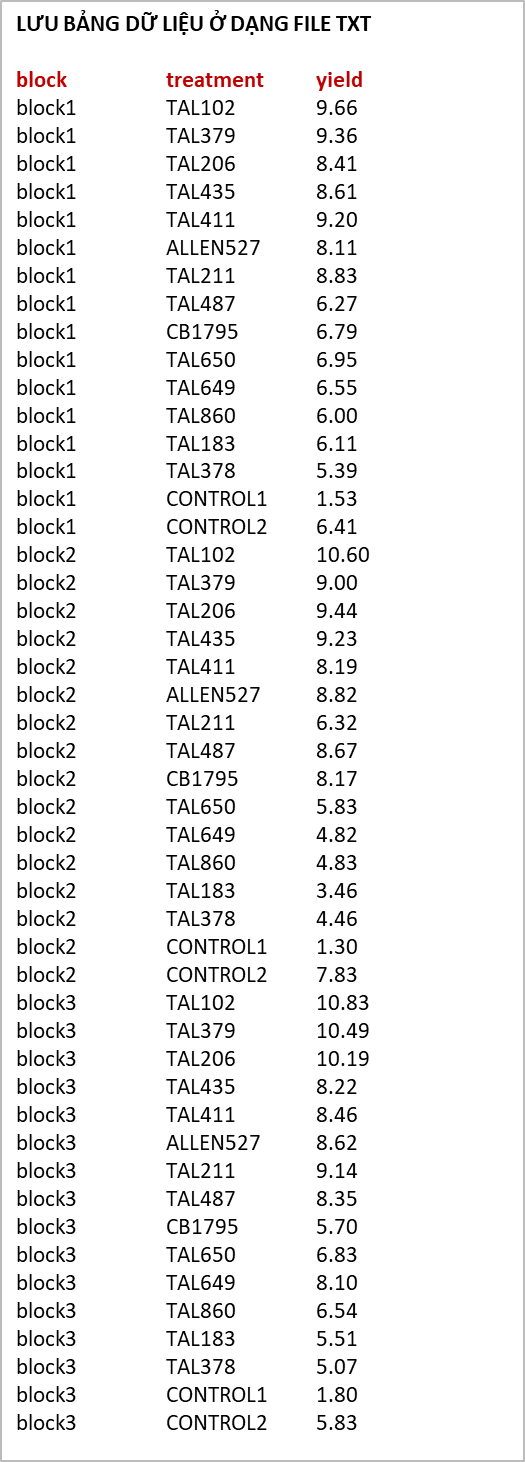 LƯU BẢNG DỮ LIỆU Ở DẠNG FILE TXT
block treatment yield
block1 TAL102 9.66
block1 TAL379 9.36
block1 TAL206 8.41
block1 TAL435 8.61
block1 TAL411 9.20
block1 ALLEN527 8.11
block1 TAL211 8.83
block1 TAL487 6.27
block1 CB1795 6.79
block1 TAL650 6.95
block1 TAL649 6.55
block1 TAL860 6.00
block1 TAL183 6.11
block1 TAL378 5.39
block1 CONTROL1 1.53
block1 CONTROL2 6.41
block2 TAL102 10.60
block2 TAL379 9.00
block2 TAL206 9.44
block2 TAL435 9.23
block2 TAL411 8.19
block2 ALLEN527 8.82
block2 TAL211 6.32
block2 TAL487 8.67
block2 CB1795 8.17
block2 TAL650 5.83
block2 TAL649 4.82
block2 TAL860 4.83
block2 TAL183 3.46
block2 TAL378 4.46
block2 CONTROL1 1.30
block2 CONTROL2 7.83
block3 TAL102 10.83
block3 TAL379 10.49
block3 TAL206 10.19
block3 TAL435 8.22
block3 TAL411 8.46
block3 ALLEN527 8.62
block3 TAL211 9.14
block3 TAL487 8.35
block3 CB1795 5.70
block3 TAL650 6.83
block3 TAL649 8.10
block3 TAL860 6.54
block3 TAL183 5.51
block3 TAL378 5.07
block3 CONTROL1 1.80
block3 CONTROL2 5.83